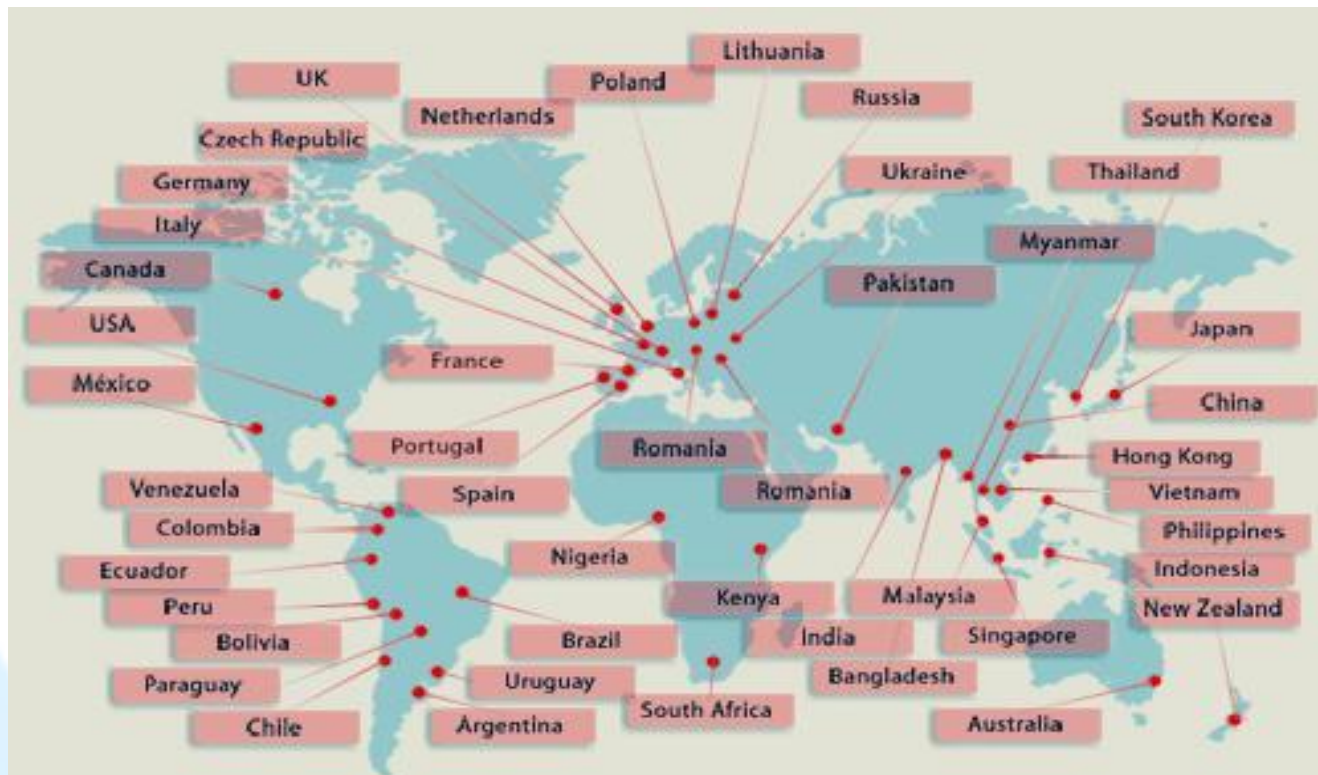 Lithuania
UK
Poland
Russia
Netherlands
South Korea
Czech Republic
Germany
Ukraine
Thailand
Italy
Myanmar
Canada
Pakistan
USA
Japan
France
México
China
Portugal
Romania
Hong Kong
Venezuela
Spain
Romania
Vietnam
Colombia
Philippines
Nigeria
Ecuador
Indonesia
Peru
Kenya
Malaysia
New Zealand
Bolivia
Brazil
India
Singapore
Paraguay
Uruguay
Bangladesh
South Africa
Chile
Argentina
Australia